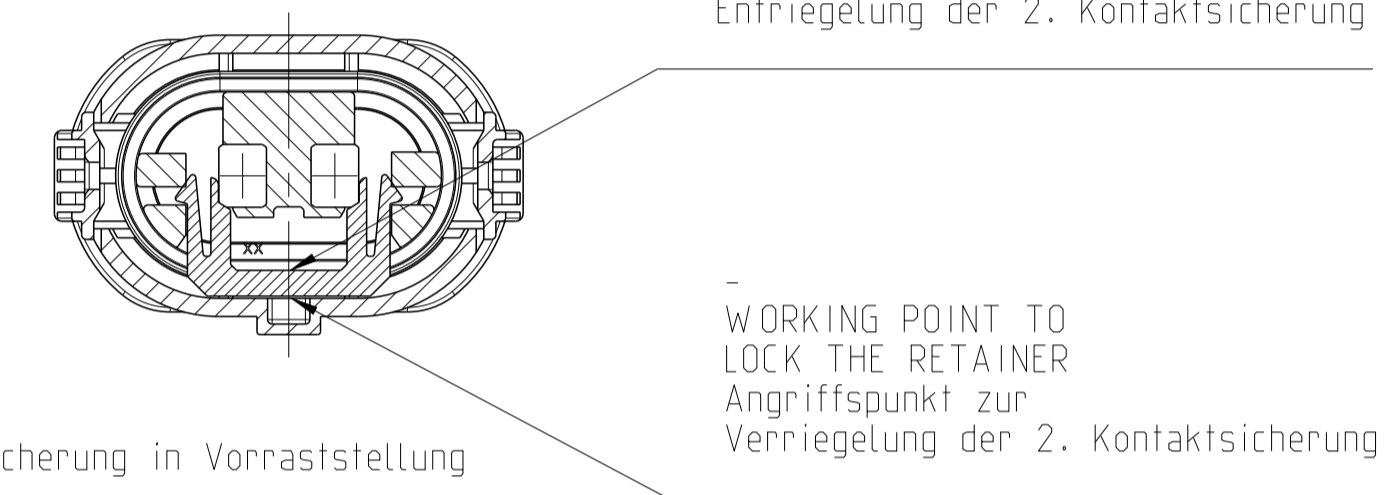 Entriegelung der 2. Kontaktsicherung
XX
-
WORKING POINT TO
LOCK THE RETAINER
Angriffspunkt zur
Verriegelung der 2. Kontaktsicherung
cherung in Vorraststellung